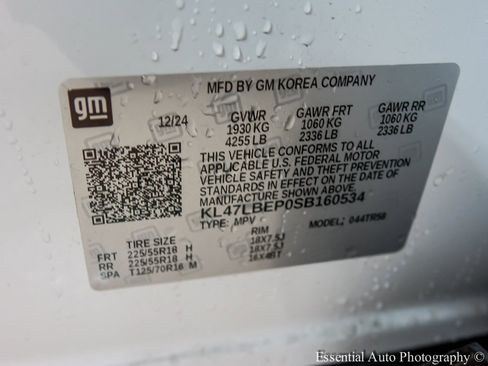 MFD BY GM KOREA COMPANY
gm
12/24 GVWR GAWR FRT GAWR RR
1930 KG 1060 KG 1060 KG
4255 LB 2336 LB 2336 LB
THIS VEHICLE CONFORMS TO ALL
APPLICABLE U.S. FEDERAL MOTOR
VEHICLE SAFETY AND THEFT PREVENTION
STANDARDS IN EFFECT ON THE DATE OF
MANUFACTURE SHOWN ABOVE.
KL47LBEP0SB160534
TYPE: MPV MODEL: 044TR58
TIRE SIZE RIM
FRT 225/55R18 H 18X7.5J
RR 225/55R18 H 18X7.5J
SPA T125/70R16 M 16X4BT
Essential Auto Photography ©